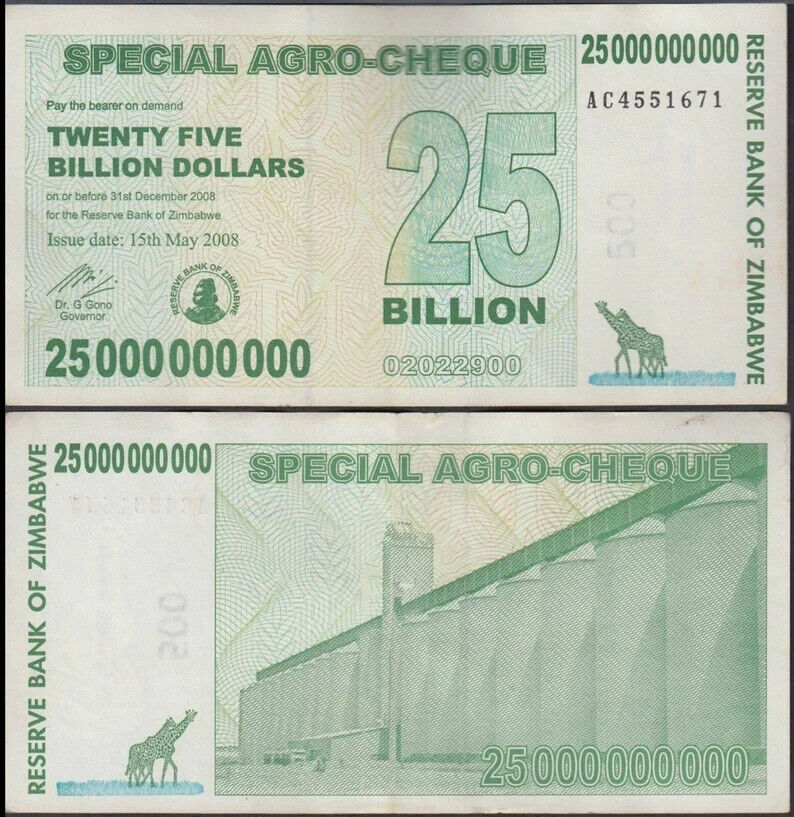 SPECIAL AGRO-CHEQUE
25000000000
AC4551671
Pay the bearer on demand
TWENTY FIVE
BILLION DOLLARS
on or before 31st December 2008
for the Reserve Bank of Zimbabwe
Issue date: 15th May 2008
Dr. G Gono
Governor
RESERVE BANK OF ZIMBABWE
25000000000
25
BILLION
02022900
500
RESERVE BANK OF ZIMBABWE
RESERVE BANK OF ZIMBABWE
25000000000
500
SPECIAL AGRO-CHEQUE
25000000000